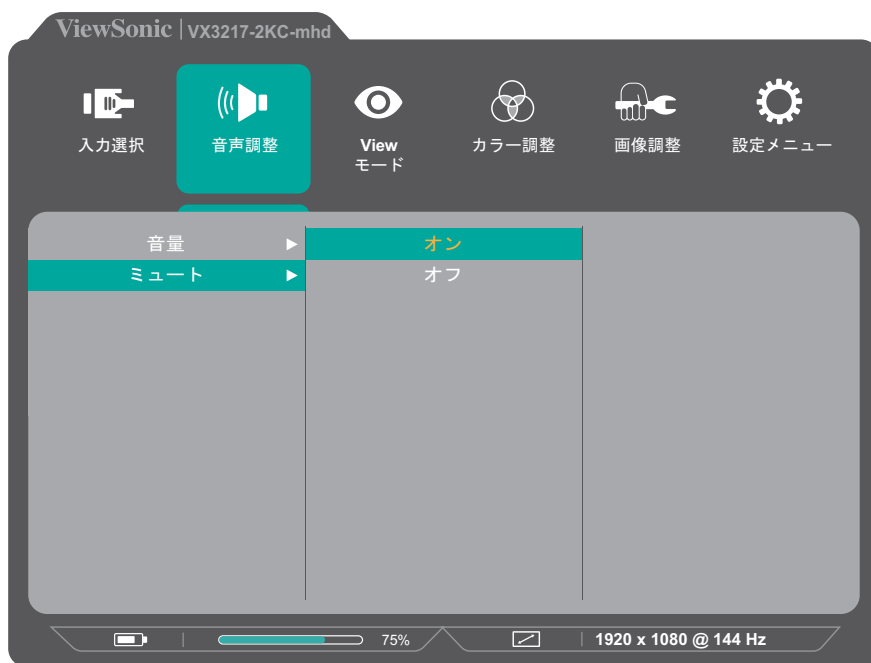 ViewSonic | VX3217-2KC-mhd
入力選択
音声調整
View
モード
カラー調整
画像調整
設定メニュー
音量 ▶
オン
ミュート ▶
オフ
75%
1920 x 1080 @ 144 Hz